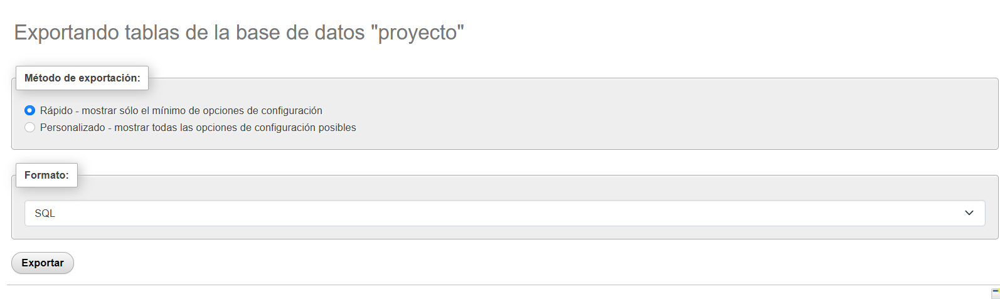 Exportando tablas de la base de datos "proyecto"
Método de exportación:
Rápido - mostrar sólo el mínimo de opciones de configuración
Personalizado - mostrar todas las opciones de configuración posibles
Formato:
SQL
Exportar